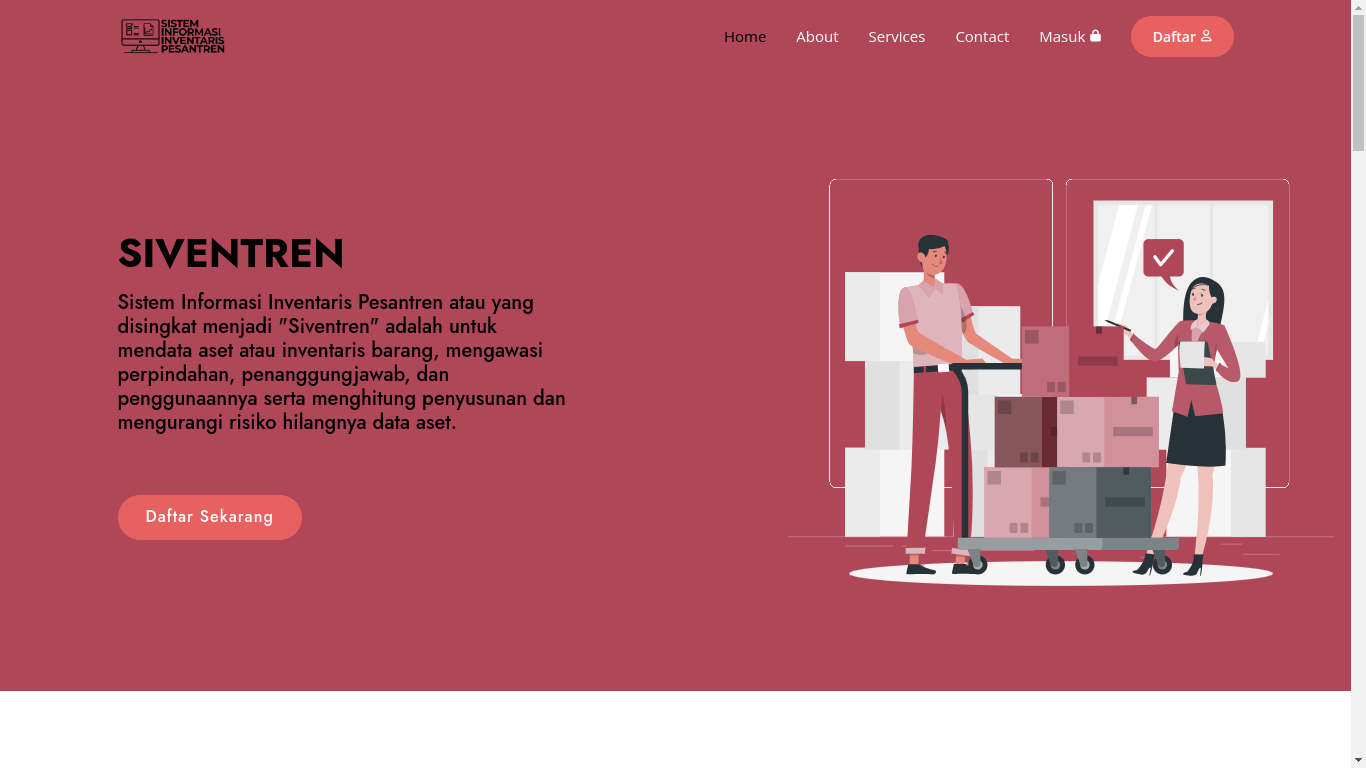 SISTEM
INFORMASI
INVENTARIS
PESANTREN
Home
About
Services
Contact
Masuk
Daftar
SIVENTREN
Sistem Informasi Inventaris Pesantren atau yang
disingkat menjadi "Siventren" adalah untuk
mendata aset atau inventaris barang, mengawasi
perpindahan, penanggungjawab, dan
penggunaannya serta menghitung penyusunan dan
mengurangi risiko hilangnya data aset.
Daftar Sekarang